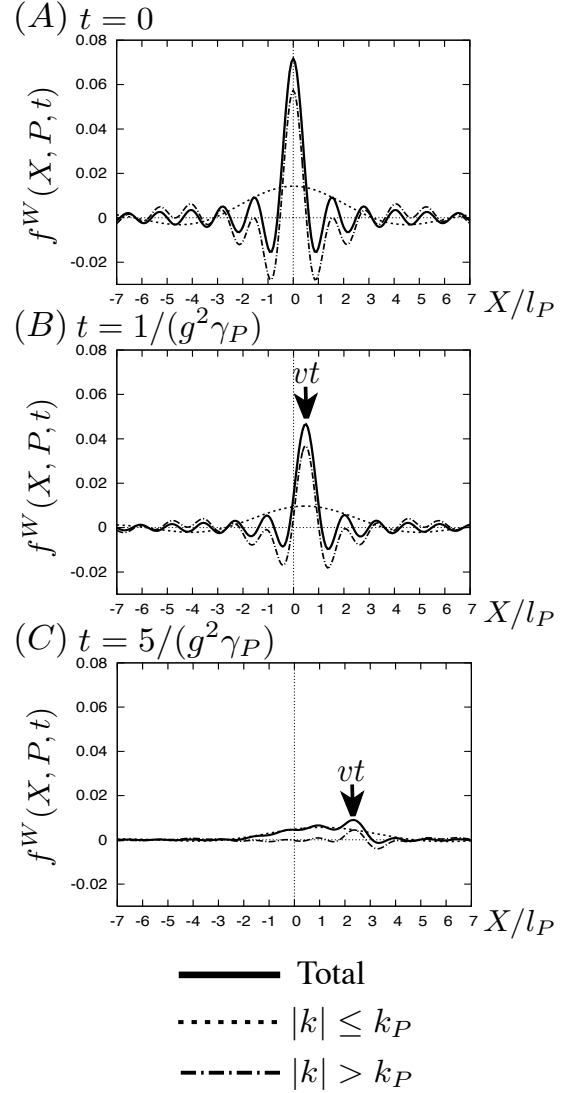 (A) t = 0
0.08
0.06
0.04
0.02
0
-0.02
f^W(X, P, t)
-7 -6 -5 -4 -3 -2 -1 0 1 2 3 4 5 6 7
X/l_P
(B) t = 1/(g^2γ_P)
0.08
0.06
0.04
0.02
0
-0.02
f^W(X, P, t)
vt
-7 -6 -5 -4 -3 -2 -1 0 1 2 3 4 5 6 7
X/l_P
(C) t = 5/(g^2γ_P)
0.08
0.06
0.04
0.02
0
-0.02
f^W(X, P, t)
vt
-7 -6 -5 -4 -3 -2 -1 0 1 2 3 4 5 6 7
X/l_P
Total
|k| ≤ k_P
|k| > k_P